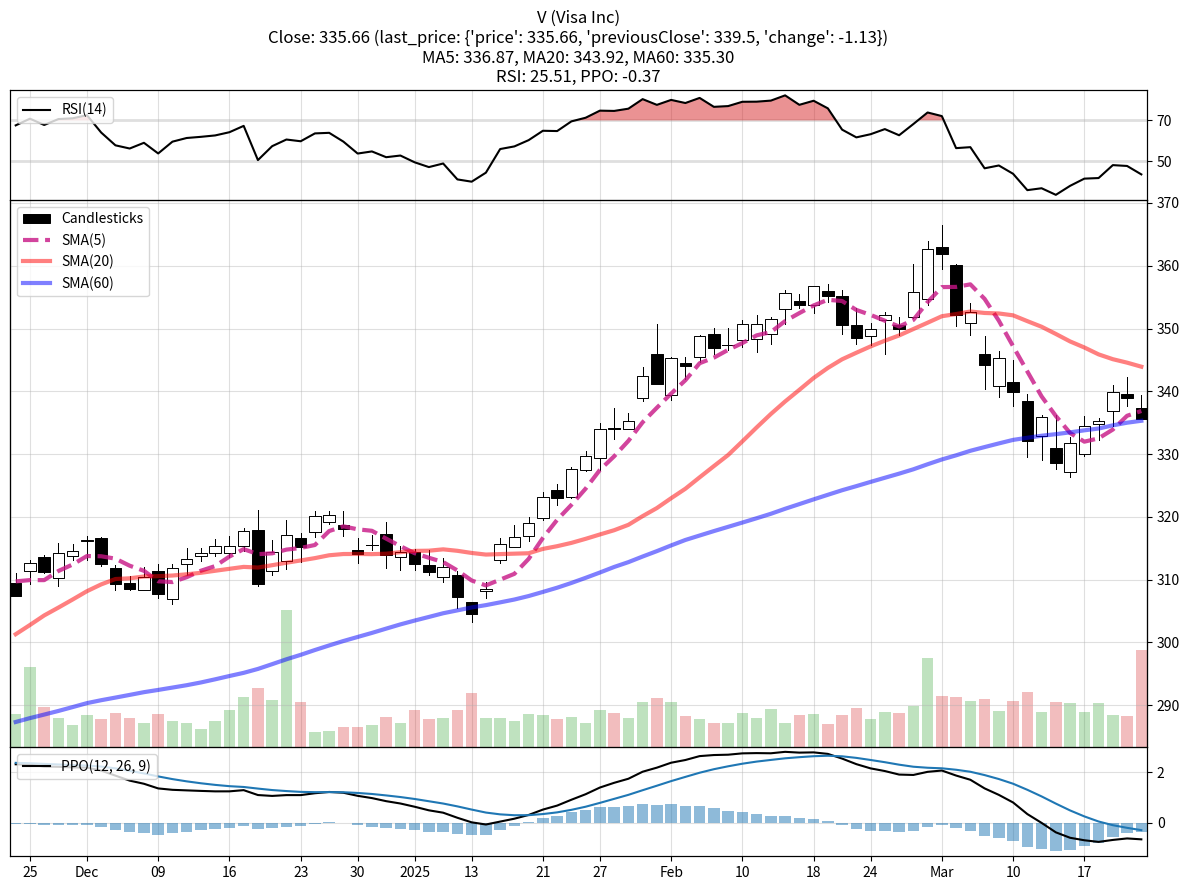 V (Visa Inc)
Close: 335.66 (last_price: {'price': 335.66, 'previousClose': 339.5, 'change': -1.13})
MA5: 336.87, MA20: 343.92, MA60: 335.30
RSI: 25.51, PPO: -0.37
RSI(14)
70
50
Candlesticks
SMA(5)
SMA(20)
SMA(60)
370
360
350
340
330
320
310
300
290
PPO(12, 26, 9)
2
0
25 Dec 09 16 23 30 2025 13 21 27 Feb 10 18 24 Mar 10 17